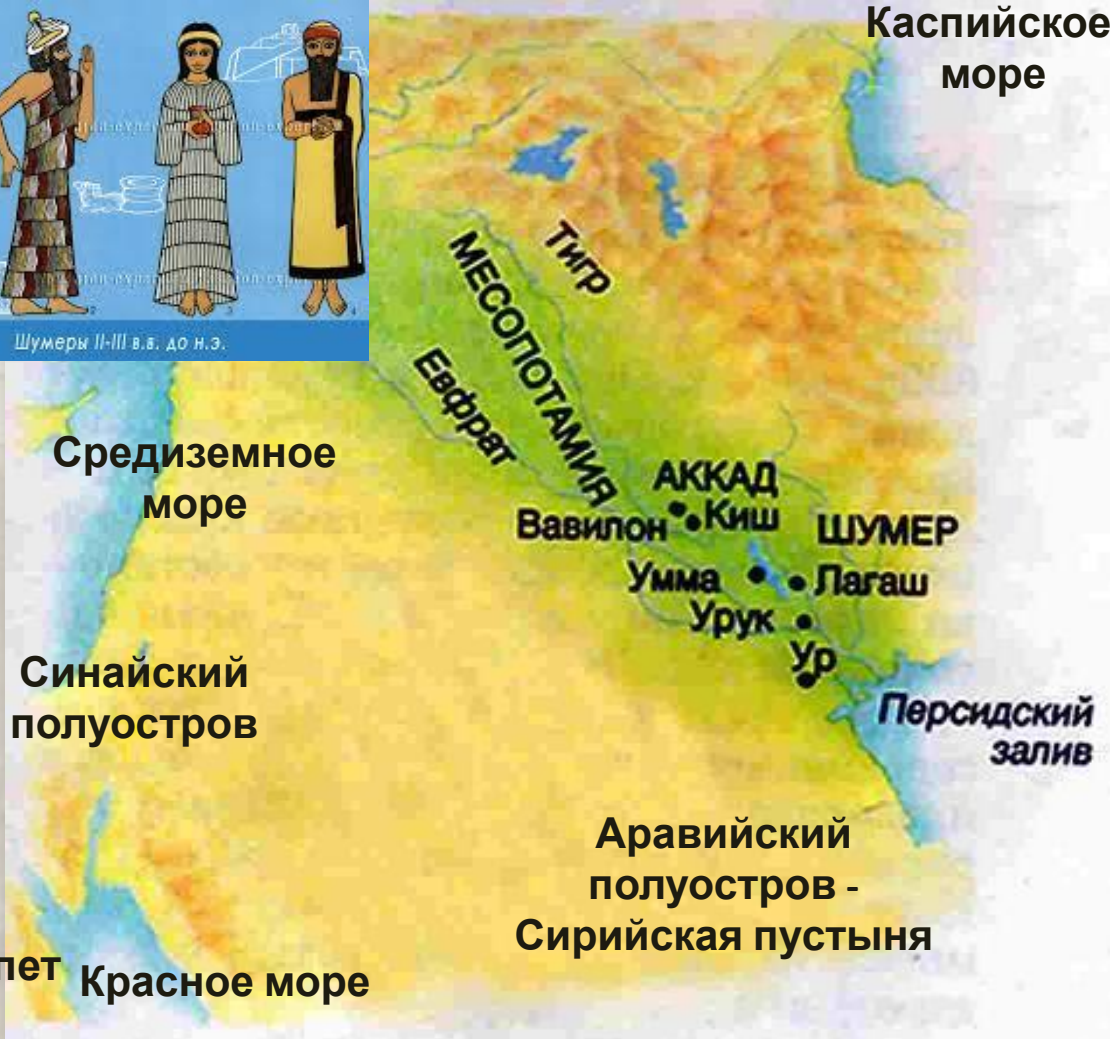 Каспийское
море
Шумеры II-III в.в. до н.э.
Тигр
МЕСОПОТАМИЯ
Евфрат
Средиземное
море
АККАД
Вавилон
Киш
ШУМЕР
Умма
Лагаш
Урук
Ур
Синайский
полуостров
Персидский
залив
Аравийский
полуостров -
Сирийская пустыня
Красное море